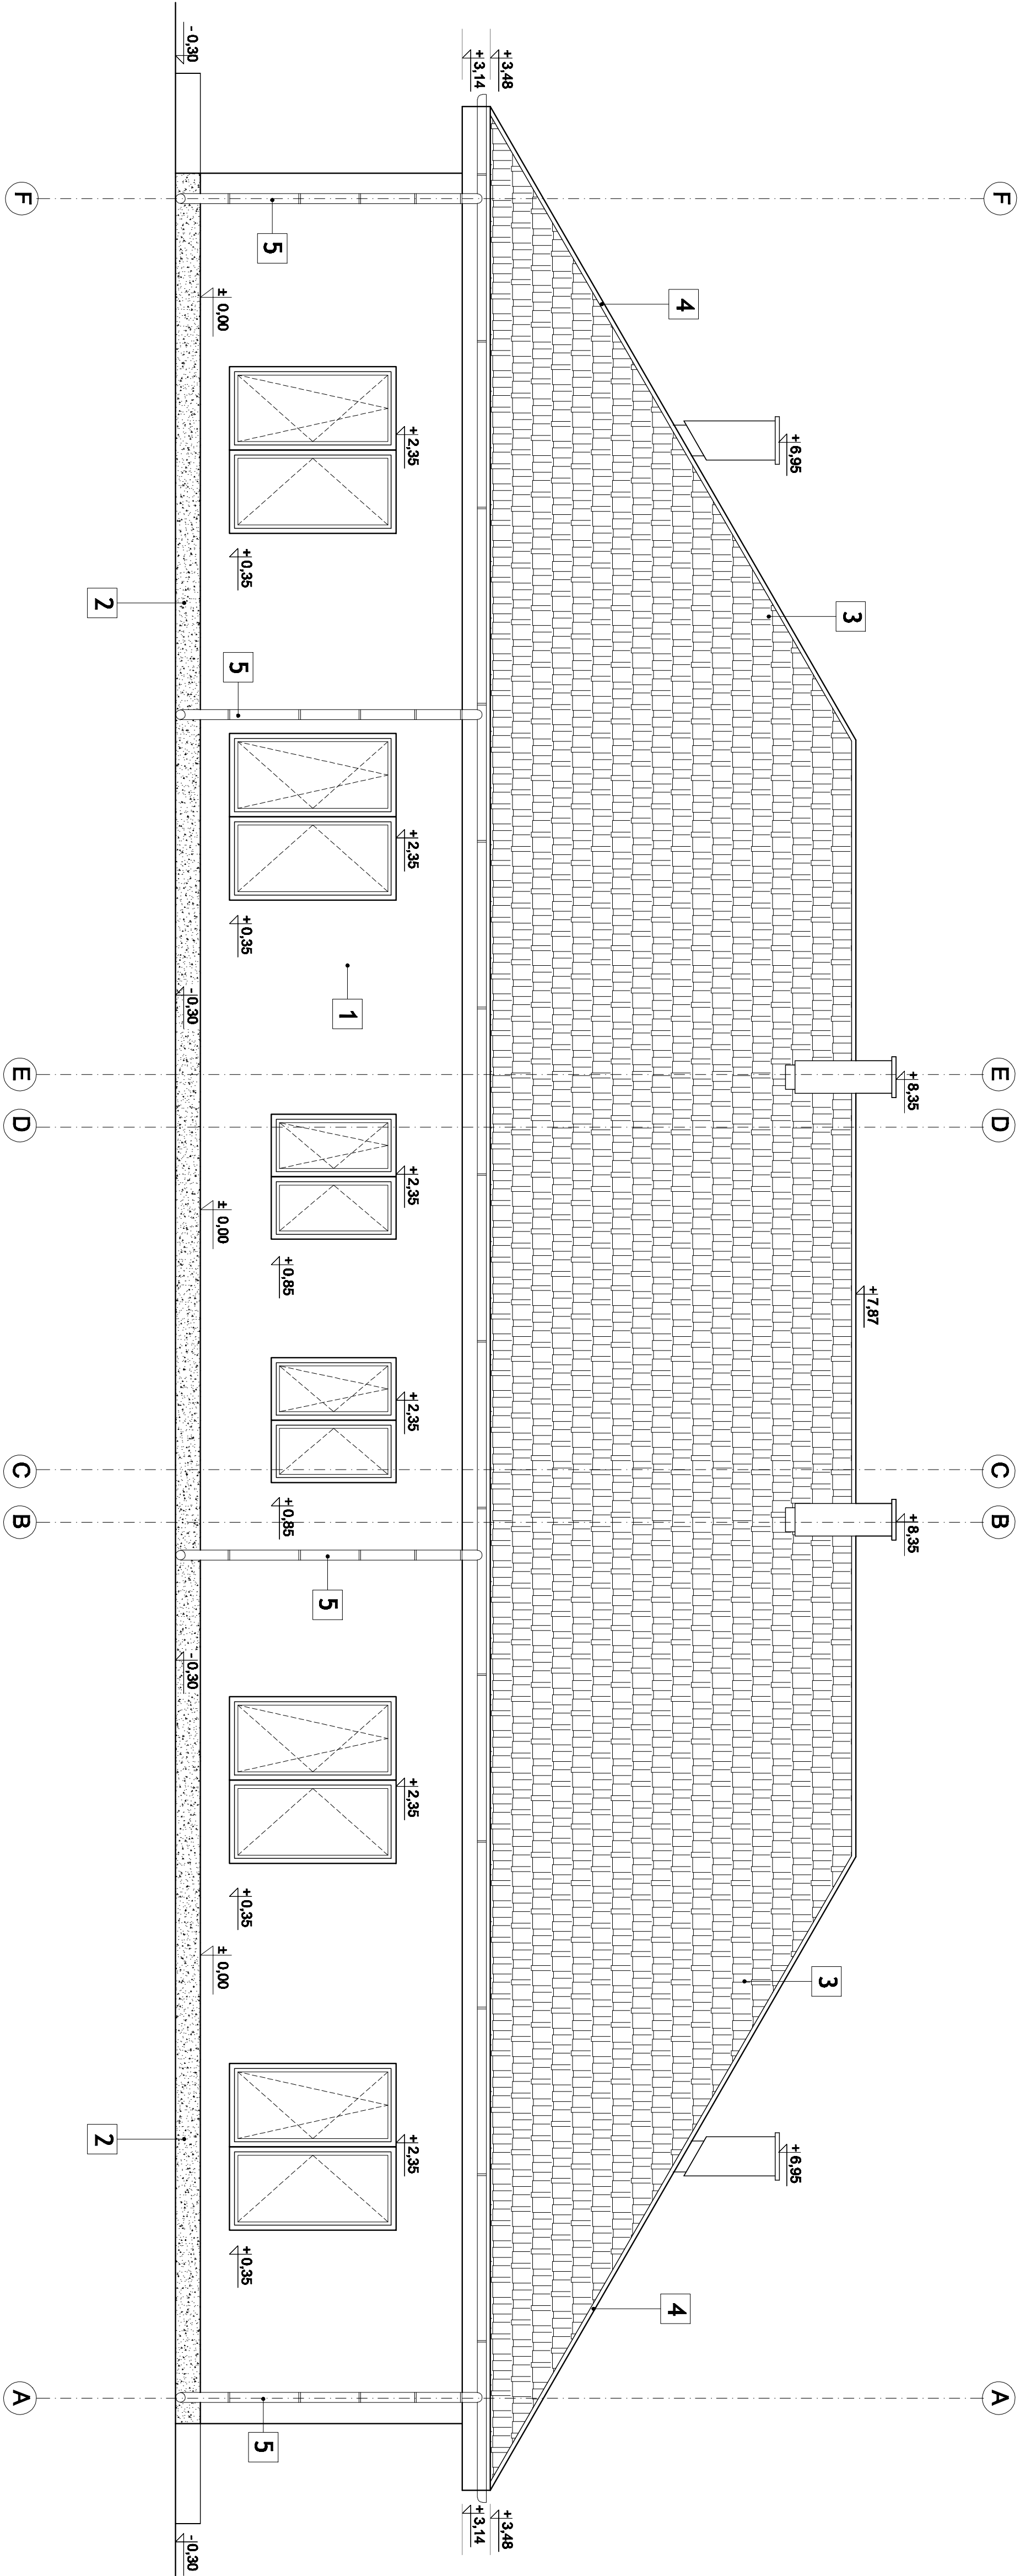 F E D C B A
+8,35 +8,35
+7,87
3 3
+6,95 +6,95
4 4
+3,48 +3,48
+3,14 +3,14
+2,35 +2,35 +2,35 +2,35 +2,35 +2,35
1
5 5 5 5
+0,85 +0,85
+0,35 +0,35 +0,35 +0,35
± 0,00 ± 0,00 ± 0,00
-0,30 -0,30 -0,30 -0,30
2 2
F E D C B A